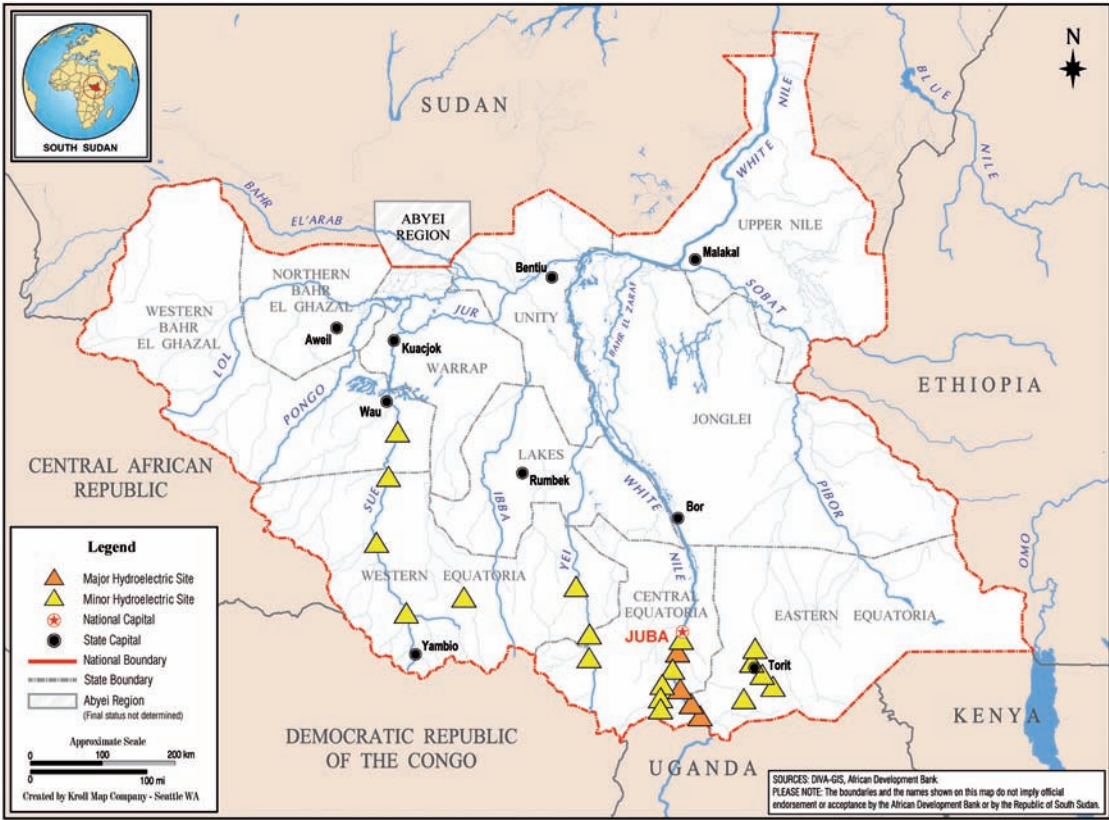 SOUTH SUDAN
N
SUDAN
BLUE
NILE
NILE
WHITE
BAHR
EL'ARAB
ABYEI
REGION
UPPER NILE
Malakal
Bentiu
SOBAT
NORTHERN
BAHR
EL GHAZAL
WESTERN
BAHR
EL GHAZAL
JUR
UNITY
BAHR EL ZARAF
Aweil
Kuacjok
LOL
WARRAP
PONGO
ETHIOPIA
Wau
JONGLEI
CENTRAL AFRICAN
REPUBLIC
LAKES
Rumbek
SUE
IBBA
WHITE
NILE
Bor
PIBOR
OMO
YEI
WESTERN EQUATORIA
CENTRAL
EQUATORIA
EASTERN EQUATORIA
JUBA
Yambio
Torit
KENYA
DEMOCRATIC REPUBLIC
OF THE CONGO
UGANDA
Legend
Major Hydroelectric Site
Minor Hydroelectric Site
National Capital
State Capital
National Boundary
State Boundary
Abyei Region
(Final status not determined)
Approximate Scale
0 100 200 km
0 100 mi
Created by Kroll Map Company - Seattle WA
SOURCES: DIVA-GIS, African Development Bank.
PLEASE NOTE: The boundaries and the names shown on this map do not imply official
endorsement or acceptance by the African Development Bank or by the Republic of South Sudan.